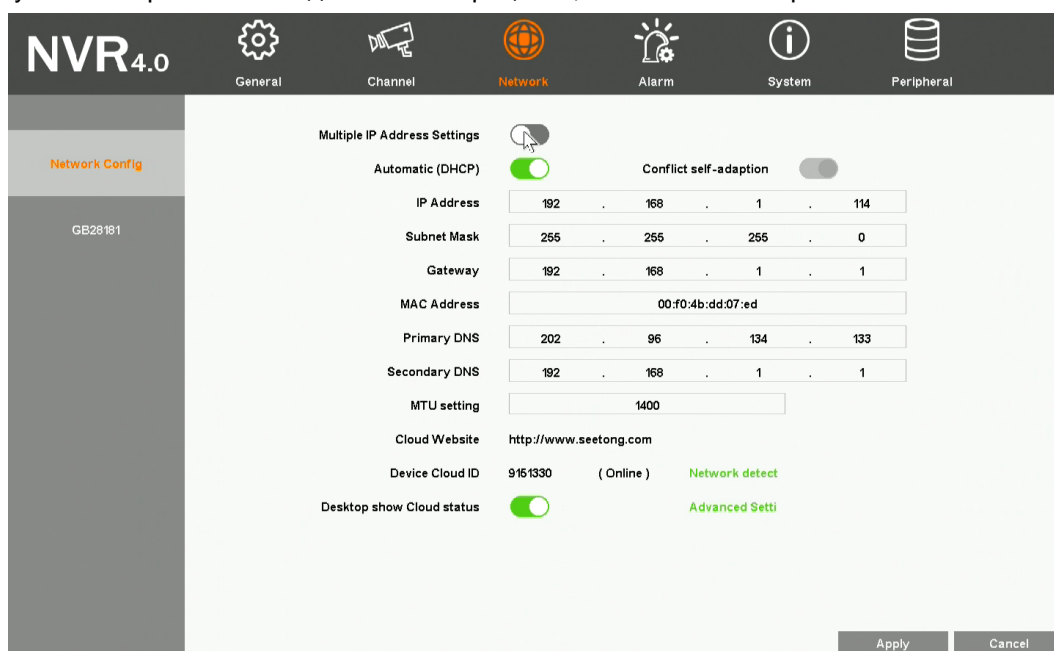 NVR4.0
General Channel Network Alarm System Peripheral
Network Config
GB28181
Multiple IP Address Settings
Automatic (DHCP) Conflict self-adaption
IP Address 192 . 168 . 1 . 114
Subnet Mask 255 . 255 . 255 . 0
Gateway 192 . 168 . 1 . 1
MAC Address 00:f0:4b:dd:07:ed
Primary DNS 202 . 96 . 134 . 133
Secondary DNS 192 . 168 . 1 . 1
MTU setting 1400
Cloud Website http://www.seetong.com
Device Cloud ID 9151330 ( Online ) Network detect
Desktop show Cloud status Advanced Setti
Apply Cancel